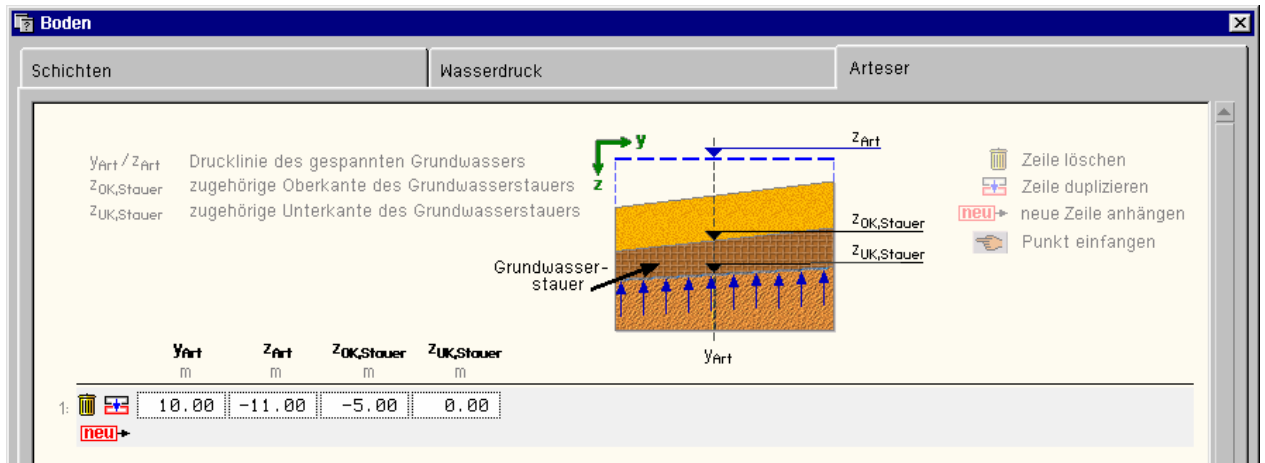 Boden
Schichten Wasserdruck Arteser
yArt / zArt Drucklinie des gespannten Grundwassers
zOK,Stauer zugehörige Oberkante des Grundwasserstauers
zUK,Stauer zugehörige Unterkante des Grundwasserstauers
y
z
zArt
zOK,Stauer
zUK,Stauer
Grundwasser-
stauer
yArt
Zeile löschen
Zeile duplizieren
neu neue Zeile anhängen
Punkt einfangen
yArt zArt zOK,Stauer zUK,Stauer
m m m m
1: 10.00 -11.00 -5.00 0.00
neu